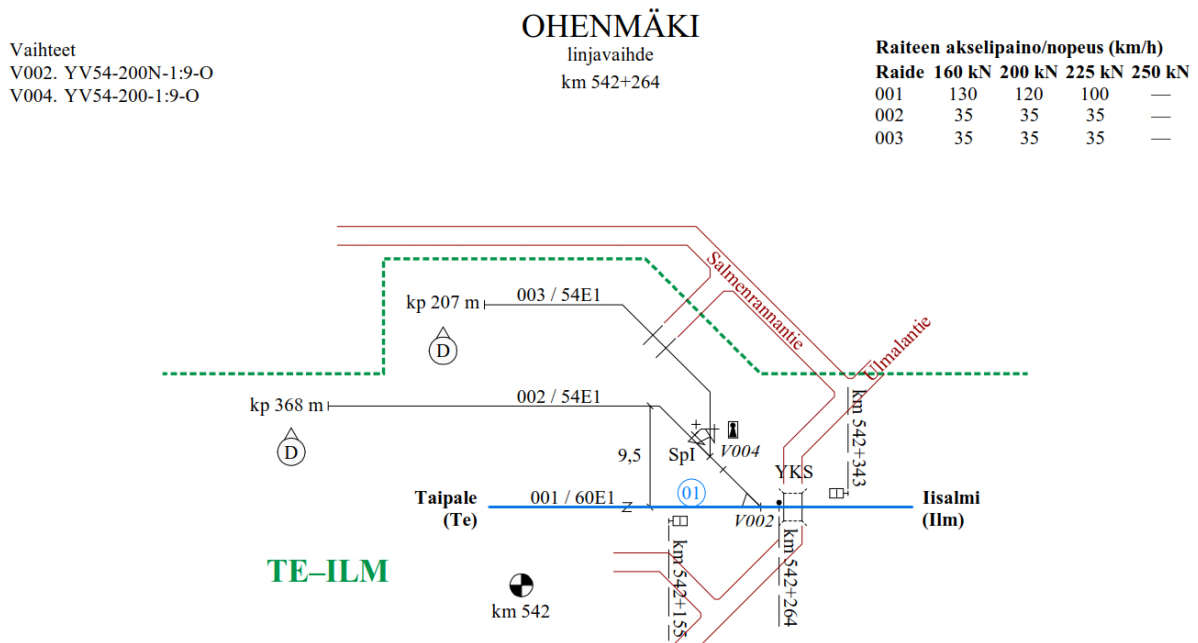 OHENMÄKI
linjavaihde
km 542+264
Vaihteet
V002. YV54-200N-1:9-O
V004. YV54-200-1:9-O
Raiteen akselipaino/nopeus (km/h)
Raide 160 kN 200 kN 225 kN 250 kN
001 130 120 100 —
002 35 35 35 —
003 35 35 35 —
Salmenrannantie
Ulmalantie
kp 207 m
003 / 54E1
D
kp 368 m
002 / 54E1
D
km 542+343
9,5
SpI
V004
YKS
Taipale
(Te)
001 / 60E1
01
V002
Iisalmi
(Ilm)
km 542+155
km 542+264
TE–ILM
km 542